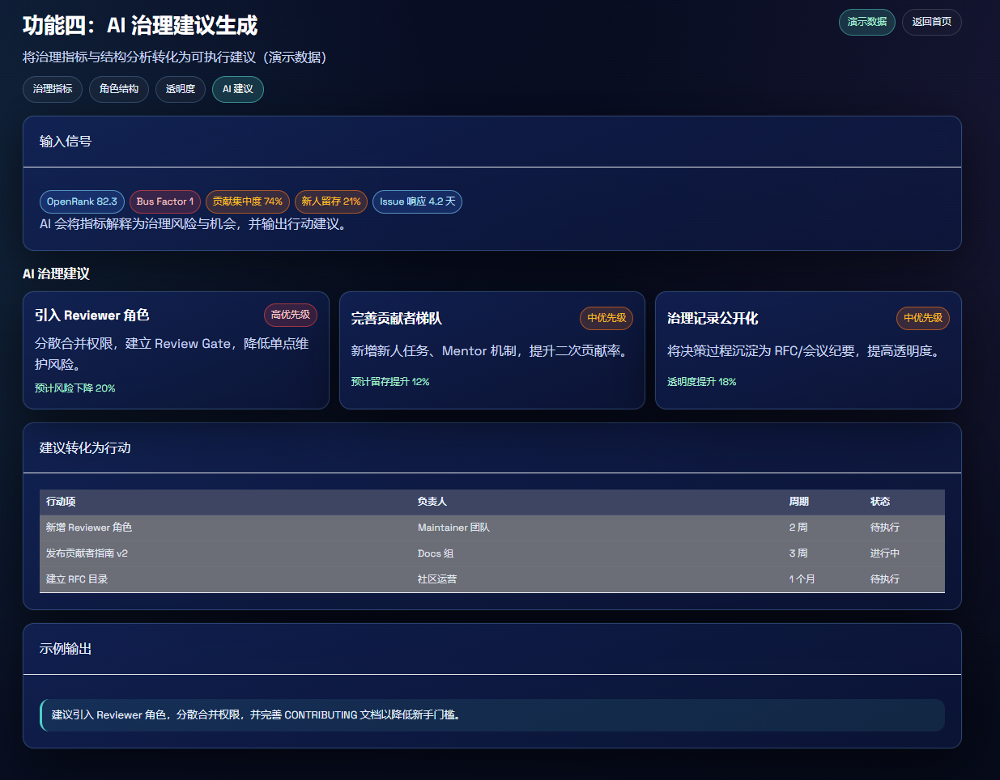 功能四：AI 治理建议生成
演示数据 返回首页
将治理指标与结构分析转化为可执行建议（演示数据）
治理指标 角色结构 透明度 AI 建议
输入信号
OpenRank 82.3 Bus Factor 1 贡献集中度 74% 新人留存 21% Issue 响应 4.2 天
AI 会将指标解释为治理风险与机会，并输出行动建议。
AI 治理建议
引入 Reviewer 角色 高优先级
分散合并权限，建立 Review Gate，降低单点维
护风险。
预计风险下降 20%
完善贡献者梯队 中优先级
新增新人任务、Mentor 机制，提升二次贡献率。
预计留存提升 12%
治理记录公开化 中优先级
将决策过程沉淀为 RFC/会议纪要，提高透明度。
透明度提升 18%
建议转化为行动
行动项 负责人 周期 状态
新增 Reviewer 角色 Maintainer 团队 2 周 待执行
发布贡献者指南 v2 Docs 组 3 周 进行中
建立 RFC 目录 社区运营 1 个月 待执行
示例输出
建议引入 Reviewer 角色，分散合并权限，并完善 CONTRIBUTING 文档以降低新手门槛。